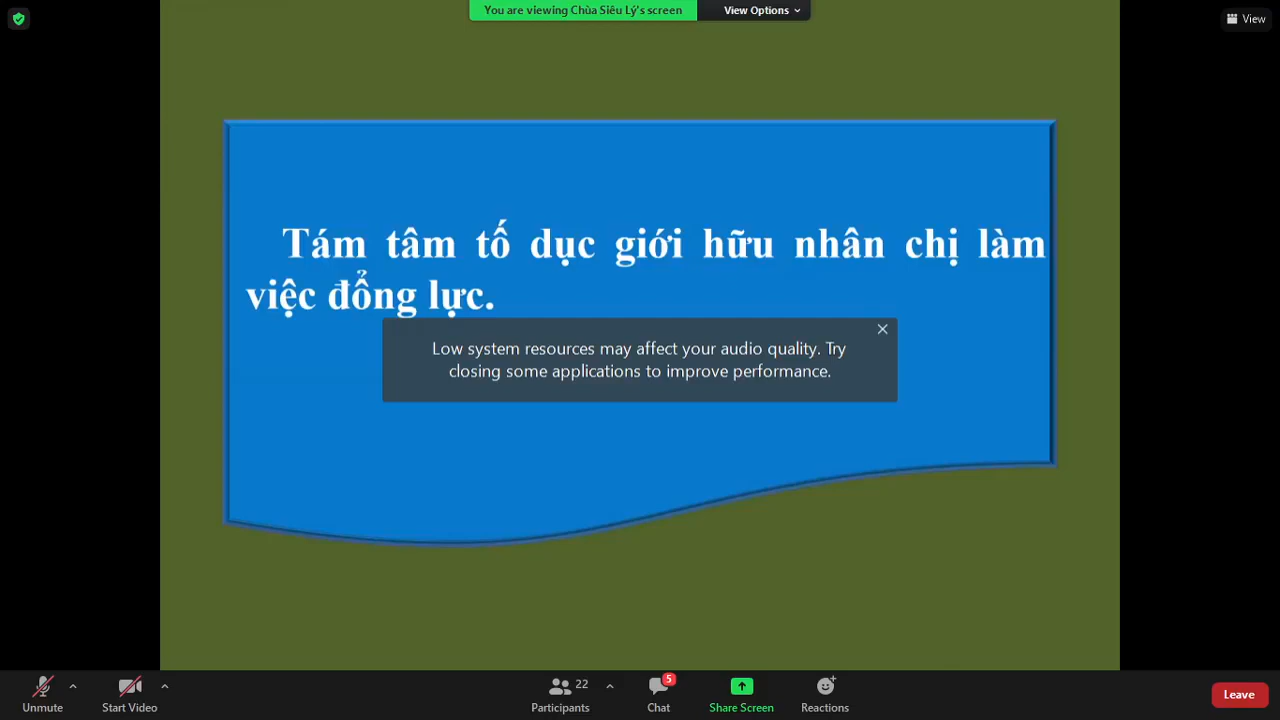 You are viewing Chùa Siêu Lý's screen
View Options
View
Tám tâm tố dục giới hữu nhân chị làm
việc đổng lực.
Low system resources may affect your audio quality. Try
closing some applications to improve performance.
22
5
Unmute
Start Video
Participants
Chat
Share Screen
Reactions
Leave